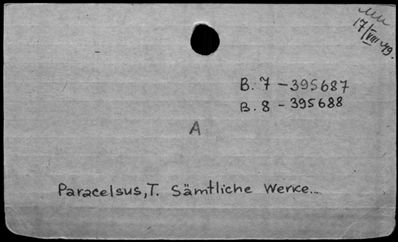 17/VIII 49.
B. 7 - 395687
B. 8 - 395688
A
Paracelsus, T. Sämtliche Werke...